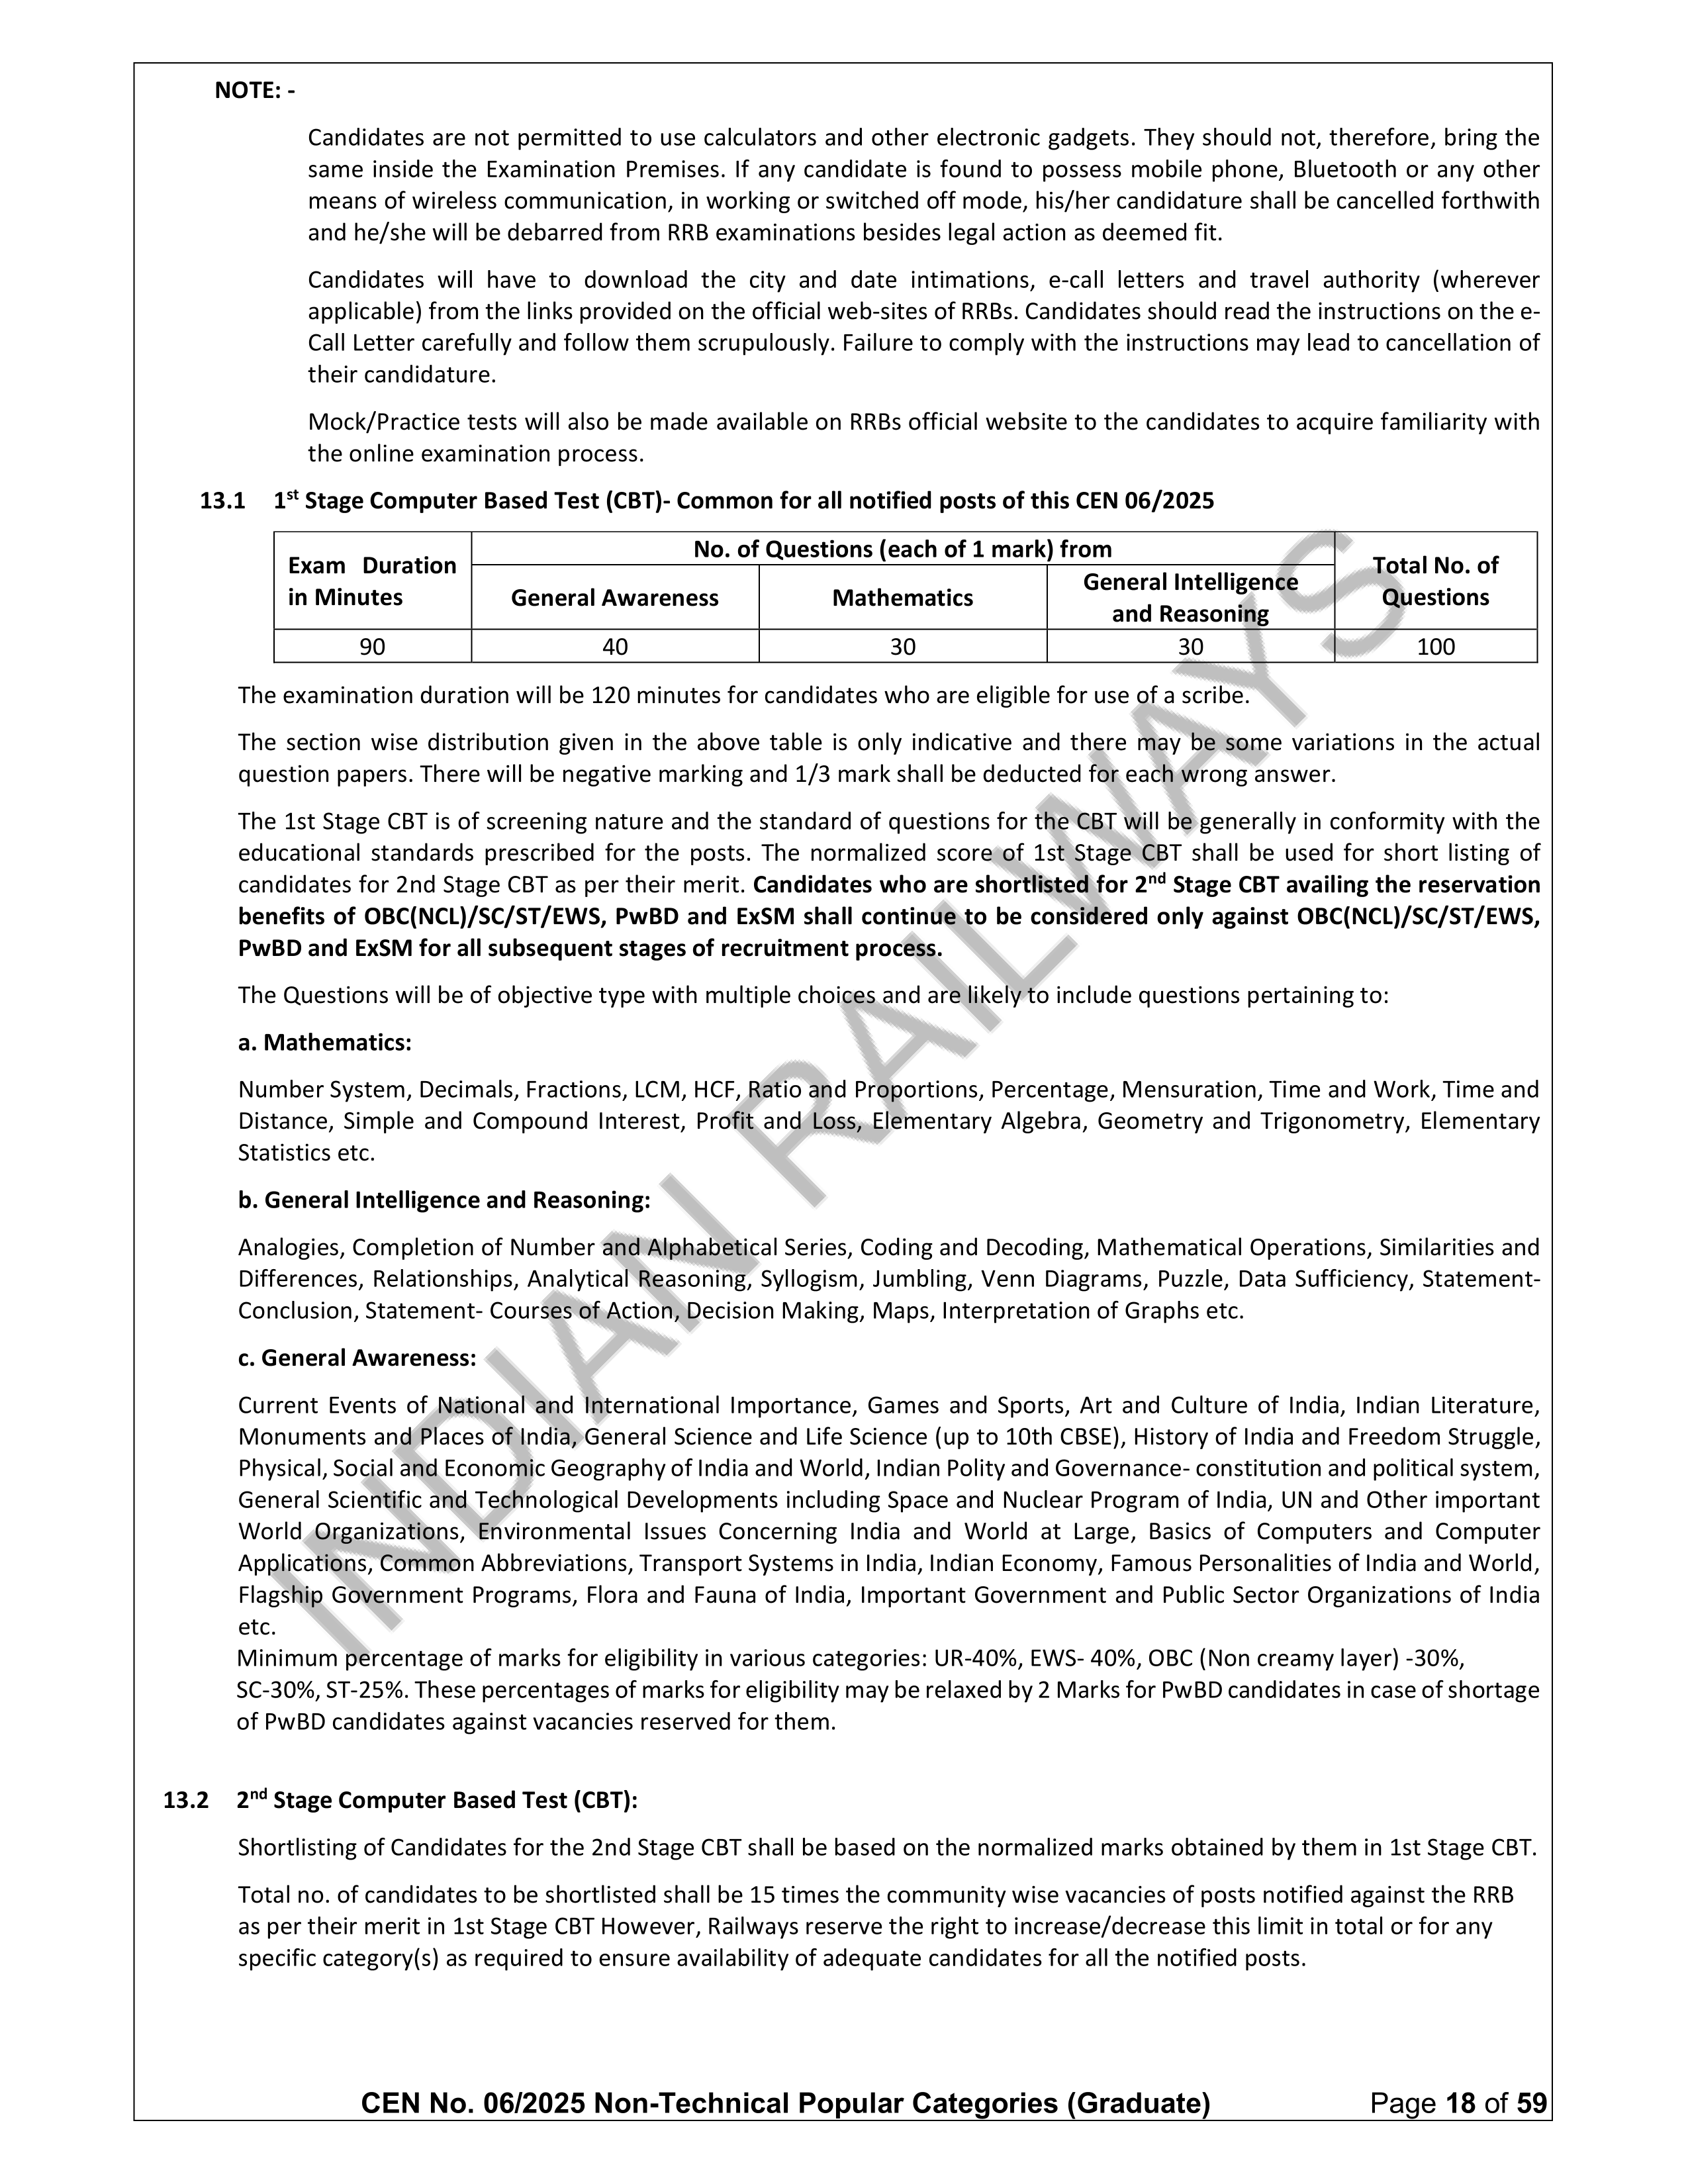 NOTE: -
Candidates are not permitted to use calculators and other electronic gadgets. They should not, therefore, bring the
same inside the Examination Premises. If any candidate is found to possess mobile phone, Bluetooth or any other
means of wireless communication, in working or switched off mode, his/her candidature shall be cancelled forthwith
and he/she will be debarred from RRB examinations besides legal action as deemed fit.
Candidates will have to download the city and date intimations, e-call letters and travel authority (wherever
applicable) from the links provided on the official web-sites of RRBs. Candidates should read the instructions on the e-
Call Letter carefully and follow them scrupulously. Failure to comply with the instructions may lead to cancellation of
their candidature.
Mock/Practice tests will also be made available on RRBs official website to the candidates to acquire familiarity with
the online examination process.
13.1 1st Stage Computer Based Test (CBT)- Common for all notified posts of this CEN 06/2025
Exam Duration in Minutes
No. of Questions (each of 1 mark) from
General Awareness
Mathematics
General Intelligence and Reasoning
Total No. of Questions
90 40 30 30 100
The examination duration will be 120 minutes for candidates who are eligible for use of a scribe.
The section wise distribution given in the above table is only indicative and there may be some variations in the actual
question papers. There will be negative marking and 1/3 mark shall be deducted for each wrong answer.
The 1st Stage CBT is of screening nature and the standard of questions for the CBT will be generally in conformity with the
educational standards prescribed for the posts. The normalized score of 1st Stage CBT shall be used for short listing of
candidates for 2nd Stage CBT as per their merit. Candidates who are shortlisted for 2nd Stage CBT availing the reservation
benefits of OBC(NCL)/SC/ST/EWS, PwBD and ExSM shall continue to be considered only against OBC(NCL)/SC/ST/EWS,
PwBD and ExSM for all subsequent stages of recruitment process.
The Questions will be of objective type with multiple choices and are likely to include questions pertaining to:
a. Mathematics:
Number System, Decimals, Fractions, LCM, HCF, Ratio and Proportions, Percentage, Mensuration, Time and Work, Time and
Distance, Simple and Compound Interest, Profit and Loss, Elementary Algebra, Geometry and Trigonometry, Elementary
Statistics etc.
b. General Intelligence and Reasoning:
Analogies, Completion of Number and Alphabetical Series, Coding and Decoding, Mathematical Operations, Similarities and
Differences, Relationships, Analytical Reasoning, Syllogism, Jumbling, Venn Diagrams, Puzzle, Data Sufficiency, Statement-
Conclusion, Statement- Courses of Action, Decision Making, Maps, Interpretation of Graphs etc.
c. General Awareness:
Current Events of National and International Importance, Games and Sports, Art and Culture of India, Indian Literature,
Monuments and Places of India, General Science and Life Science (up to 10th CBSE), History of India and Freedom Struggle,
Physical, Social and Economic Geography of India and World, Indian Polity and Governance- constitution and political system,
General Scientific and Technological Developments including Space and Nuclear Program of India, UN and Other important
World Organizations, Environmental Issues Concerning India and World at Large, Basics of Computers and Computer
Applications, Common Abbreviations, Transport Systems in India, Indian Economy, Famous Personalities of India and World,
Flagship Government Programs, Flora and Fauna of India, Important Government and Public Sector Organizations of India
etc.
Minimum percentage of marks for eligibility in various categories: UR-40%, EWS- 40%, OBC (Non creamy layer) -30%,
SC-30%, ST-25%. These percentages of marks for eligibility may be relaxed by 2 Marks for PwBD candidates in case of shortage
of PwBD candidates against vacancies reserved for them.
13.2 2nd Stage Computer Based Test (CBT):
Shortlisting of Candidates for the 2nd Stage CBT shall be based on the normalized marks obtained by them in 1st Stage CBT.
Total no. of candidates to be shortlisted shall be 15 times the community wise vacancies of posts notified against the RRB
as per their merit in 1st Stage CBT However, Railways reserve the right to increase/decrease this limit in total or for any
specific category(s) as required to ensure availability of adequate candidates for all the notified posts.
INDIAN RAILWAYS
CEN No. 06/2025 Non-Technical Popular Categories (Graduate) Page 18 of 59